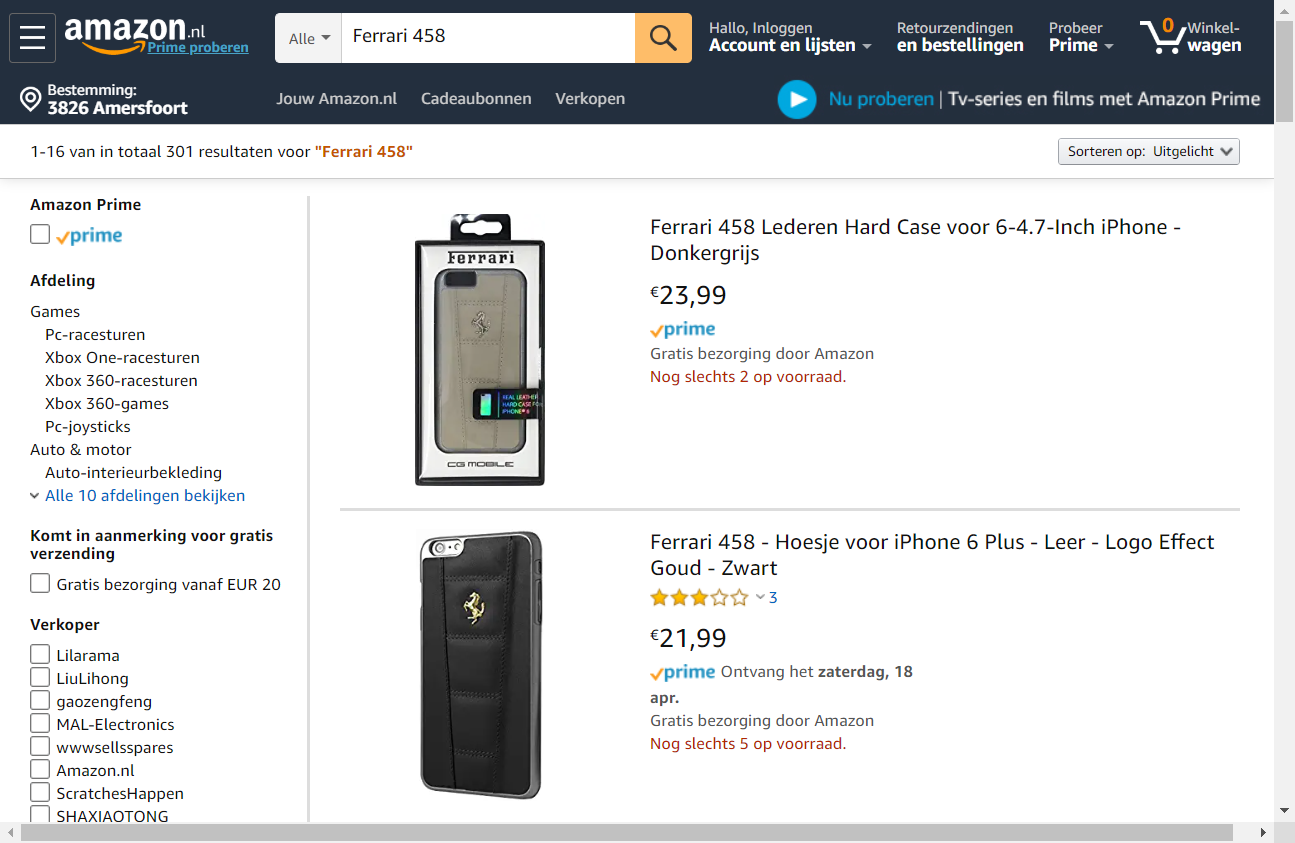 amazon.nl
Prime proberen
Alle
Ferrari 458
Hallo, Inloggen
Account en lijsten
Retourzendingen
en bestellingen
Probeer
Prime
0
Winkel-
wagen
Bestemming:
3826 Amersfoort
Jouw Amazon.nl
Cadeaubonnen
Verkopen
Nu proberen | Tv-series en films met Amazon Prime
1-16 van in totaal 301 resultaten voor "Ferrari 458"
Sorteren op: Uitgelicht
Amazon Prime
prime
Afdeling
Games
Pc-racesturen
Xbox One-racesturen
Xbox 360-racesturen
Xbox 360-games
Pc-joysticks
Auto & motor
Auto-interieurbekleding
Alle 10 afdelingen bekijken
Komt in aanmerking voor gratis
verzending
Gratis bezorging vanaf EUR 20
Verkoper
Lilarama
LiuLihong
gaozengfeng
MAL-Electronics
wwwsellsspares
Amazon.nl
ScratchesHappen
SHAXIAOTONG
Ferrari
REAL LEATHER
HARD CASE FOR
IPHONE 6
CG MOBILE
Ferrari 458 Lederen Hard Case voor 6-4.7-Inch iPhone -
Donkergrijs
€23,99
prime
Gratis bezorging door Amazon
Nog slechts 2 op voorraad.
Ferrari 458 - Hoesje voor iPhone 6 Plus - Leer - Logo Effect
Goud - Zwart
3
€21,99
prime Ontvang het zaterdag, 18
apr.
Gratis bezorging door Amazon
Nog slechts 5 op voorraad.